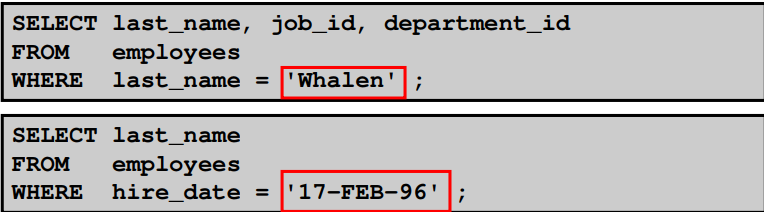 SELECT last_name, job_id, department_id
FROM employees
WHERE last_name = 'Whalen' ;
SELECT last_name
FROM employees
WHERE hire_date = '17-FEB-96' ;